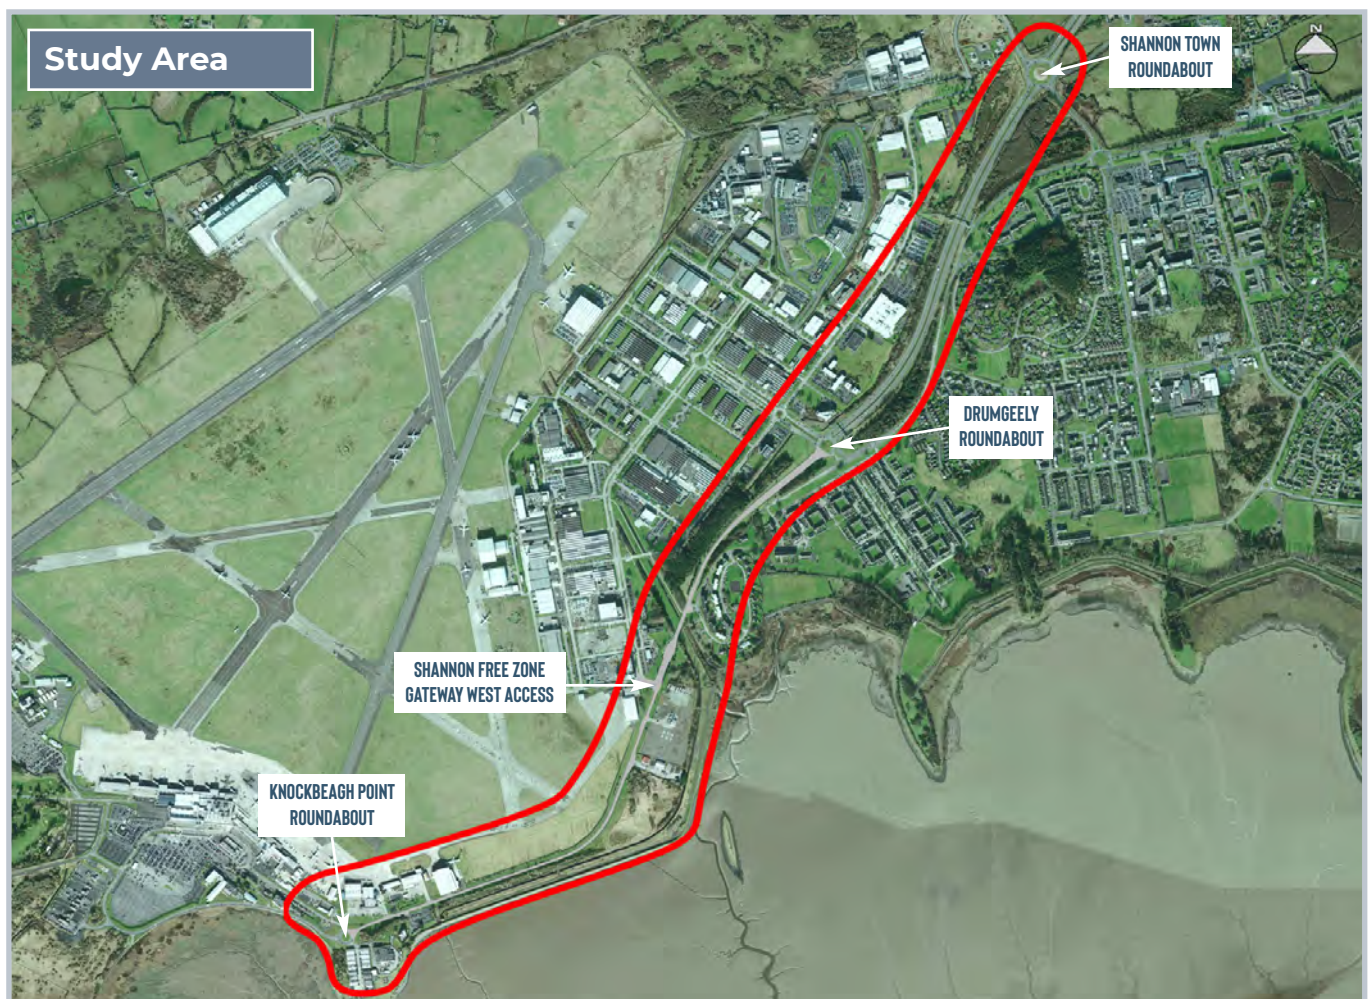 Study Area
N
SHANNON TOWN
ROUNDABOUT
DRUMGEELY
ROUNDABOUT
SHANNON FREE ZONE
GATEWAY WEST ACCESS
KNOCKBEAGH POINT
ROUNDABOUT